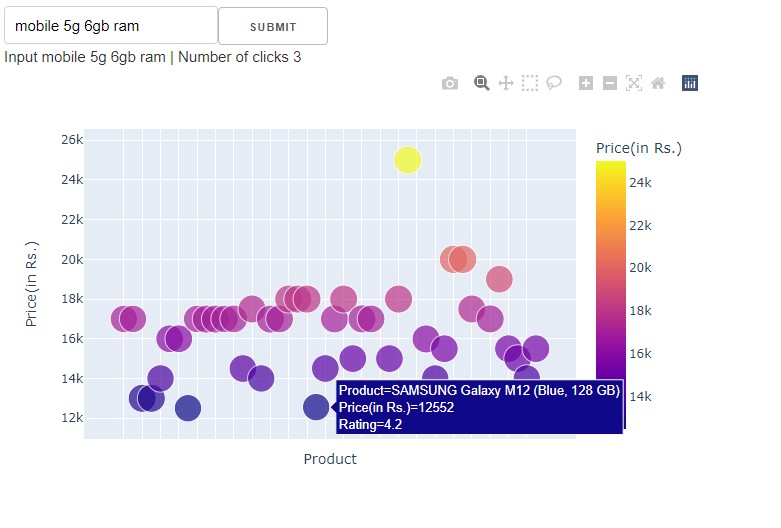 mobile 5g 6gb ram
SUBMIT
Input mobile 5g 6gb ram | Number of clicks 3
Price(in Rs.)
26k
24k
22k
20k
18k
16k
14k
12k
Price(in Rs.)
24k
22k
20k
18k
16k
14k
Product=SAMSUNG Galaxy M12 (Blue, 128 GB)
Price(in Rs.)=12552
Rating=4.2
Product